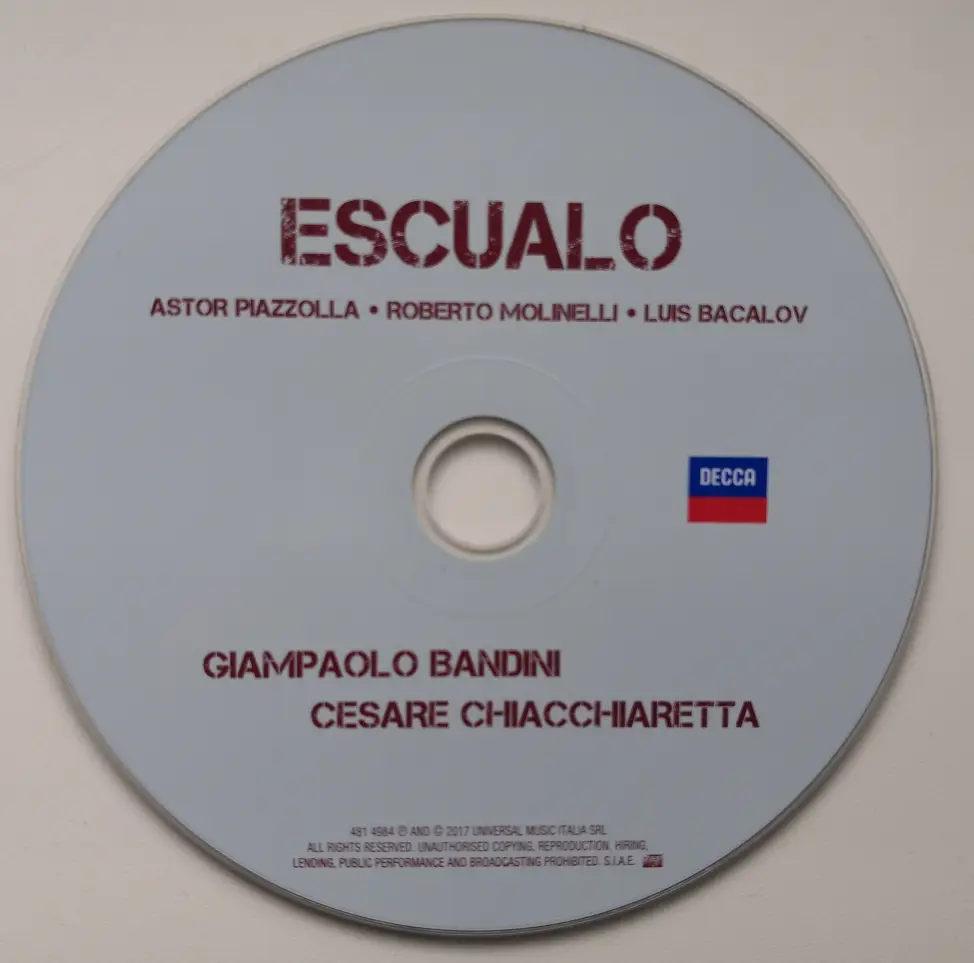 ESCUALO
ASTOR PIAZZOLLA • ROBERTO MOLINELLI • LUIS BACALOV
DECCA
GIAMPAOLO BANDINI
CESARE CHIACCHIARETTA
481 4984 ℗ AND © 2017 UNIVERSAL MUSIC ITALIA SRL
ALL RIGHTS RESERVED. UNAUTHORISED COPYING, REPRODUCTION, HIRING,
LENDING, PUBLIC PERFORMANCE AND BROADCASTING PROHIBITED. S.I.A.E.